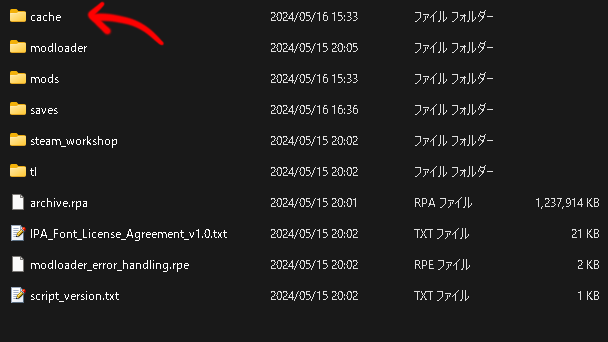 cache 2024/05/16 15:33 ファイル フォルダー
modloader 2024/05/15 20:05 ファイル フォルダー
mods 2024/05/16 15:33 ファイル フォルダー
saves 2024/05/16 16:36 ファイル フォルダー
steam_workshop 2024/05/15 20:02 ファイル フォルダー
tl 2024/05/15 20:02 ファイル フォルダー
archive.rpa 2024/05/15 20:01 RPA ファイル 1,237,914 KB
IPA_Font_License_Agreement_v1.0.txt 2024/05/15 20:02 TXT ファイル 21 KB
modloader_error_handling.rpe 2024/05/15 20:02 RPE ファイル 2 KB
script_version.txt 2024/05/15 20:02 TXT ファイル 1 KB